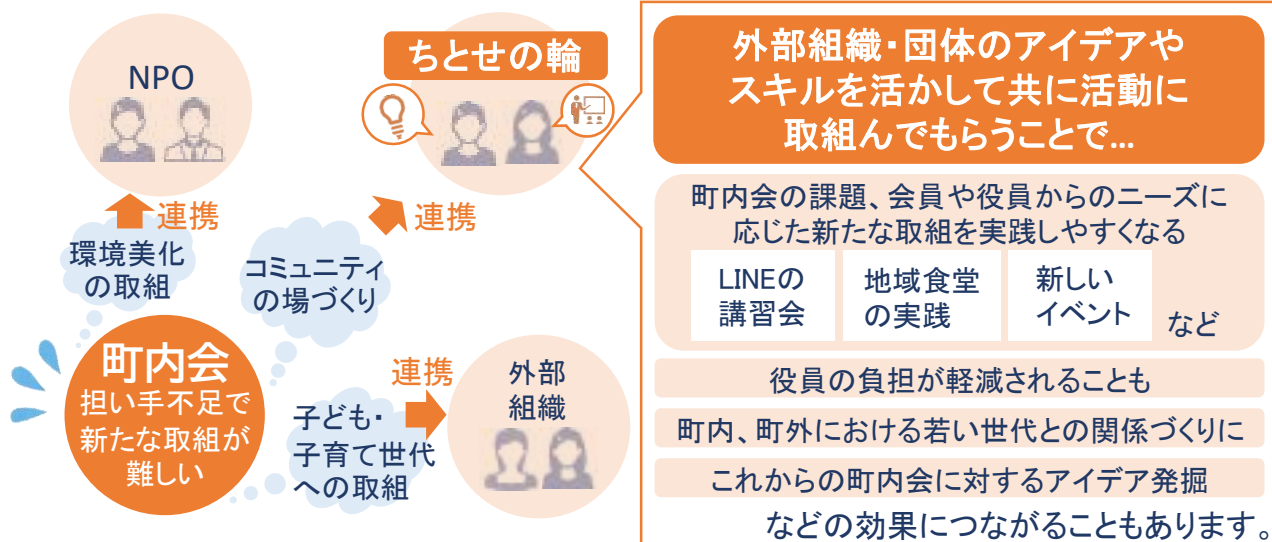 NPO
連携
環境美化
の取組
ちとせの輪
連携
コミュニティ
の場づくり
町内会
担い手不足で
新たな取組が
難しい
連携
子ども・
子育て世代
への取組
外部
組織
外部組織・団体のアイデアや
スキルを活かして共に活動に
取組んでもらうことで…
町内会の課題、会員や役員からのニーズに
応じた新たな取組を実践しやすくなる
LINEの
講習会
地域食堂
の実践
新しい
イベント
など
役員の負担が軽減されることも
町内、町外における若い世代との関係づくりに
これからの町内会に対するアイデア発掘
などの効果につながることもあります。